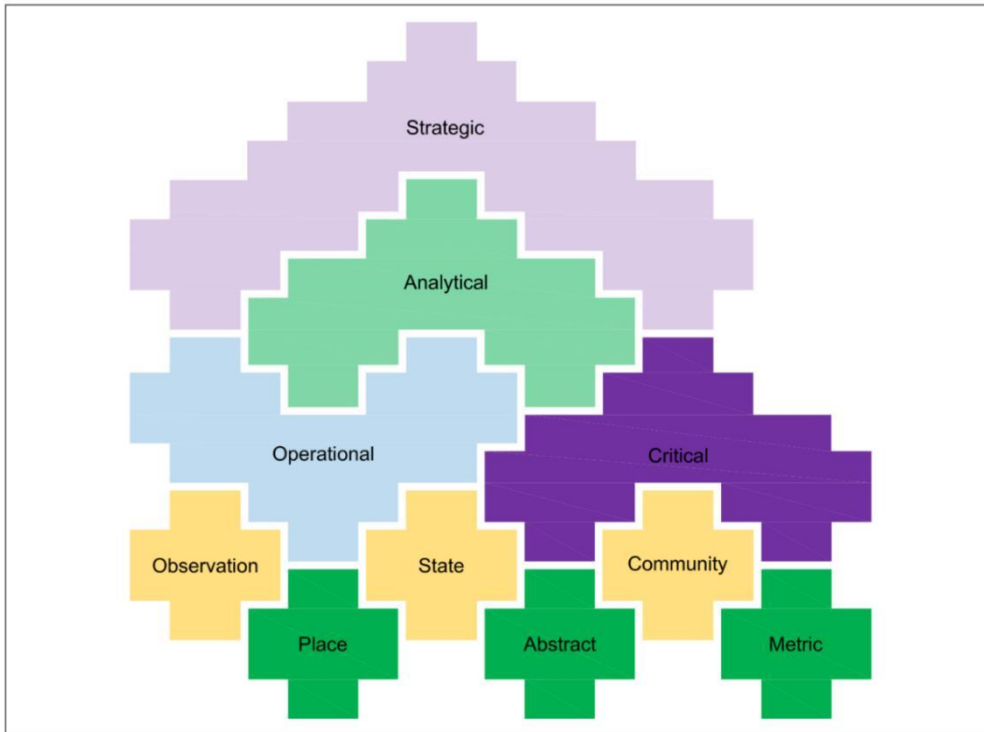 Strategic
Analytical
Operational
Critical
Observation
State
Community
Place
Abstract
Metric